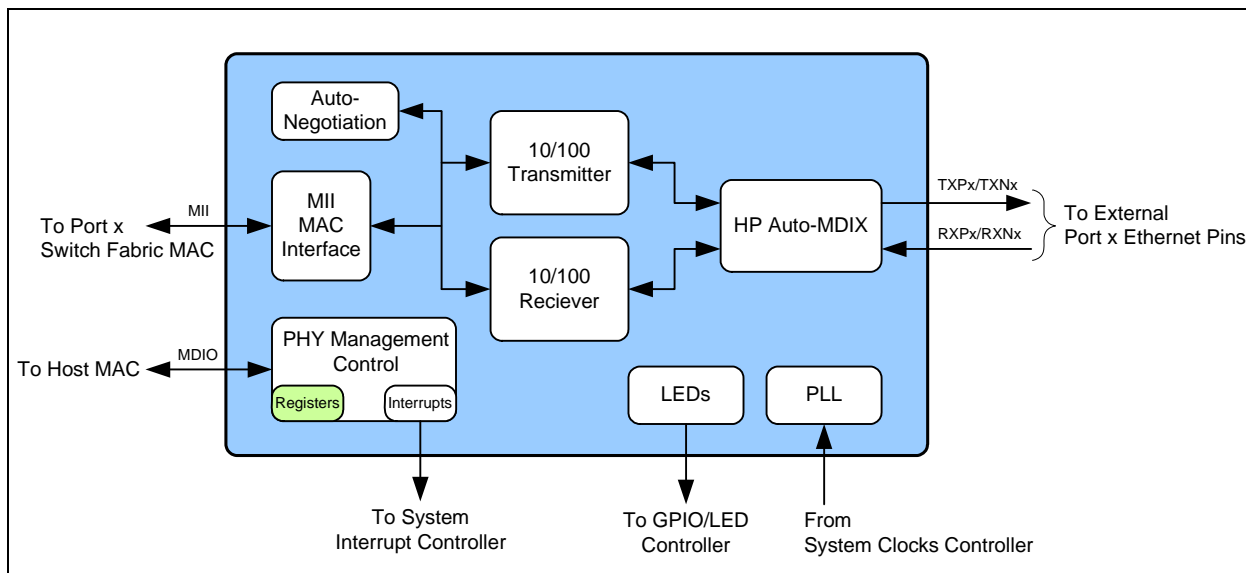 Auto-
Negotiation
MII
MAC
Interface
10/100
Transmitter
10/100
Reciever
HP Auto-MDIX
TXPx/TXNx
RXPx/RXNx
To External
Port x Ethernet Pins
MII
To Port x
Switch Fabric MAC
PHY Management
Control
Registers
Interrupts
MDIO
To Host MAC
LEDs
PLL
To System
Interrupt Controller
To GPIO/LED
Controller
From
System Clocks Controller